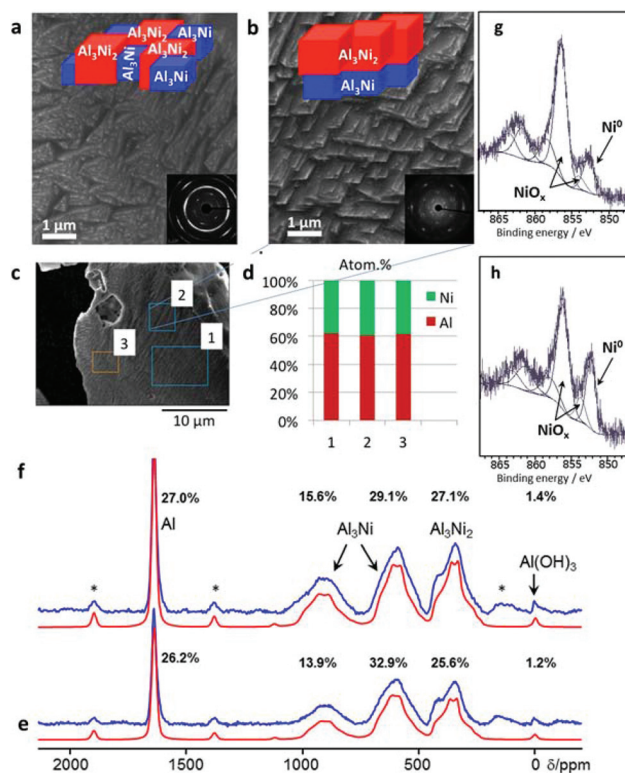 a
Al3Ni2
Al3Ni
Al3Ni2
Al3Ni
Al3Ni
1 μm
b
Al3Ni2
Al3Ni
1 μm
c
2
1
3
10 μm
d
Atom.%
100%
80%
60%
40%
20%
0%
1 2 3
Ni
Al
g
Ni0
NiOx
865 860 855 850
Binding energy / eV
h
Ni0
NiOx
865 860 855 850
Binding energy / eV
f
27.0% 15.6% 29.1% 27.1% 1.4%
Al Al3Ni Al3Ni2 Al(OH)3
* * *
26.2% 13.9% 32.9% 25.6% 1.2%
e
2000 1500 1000 500 0 δ/ppm